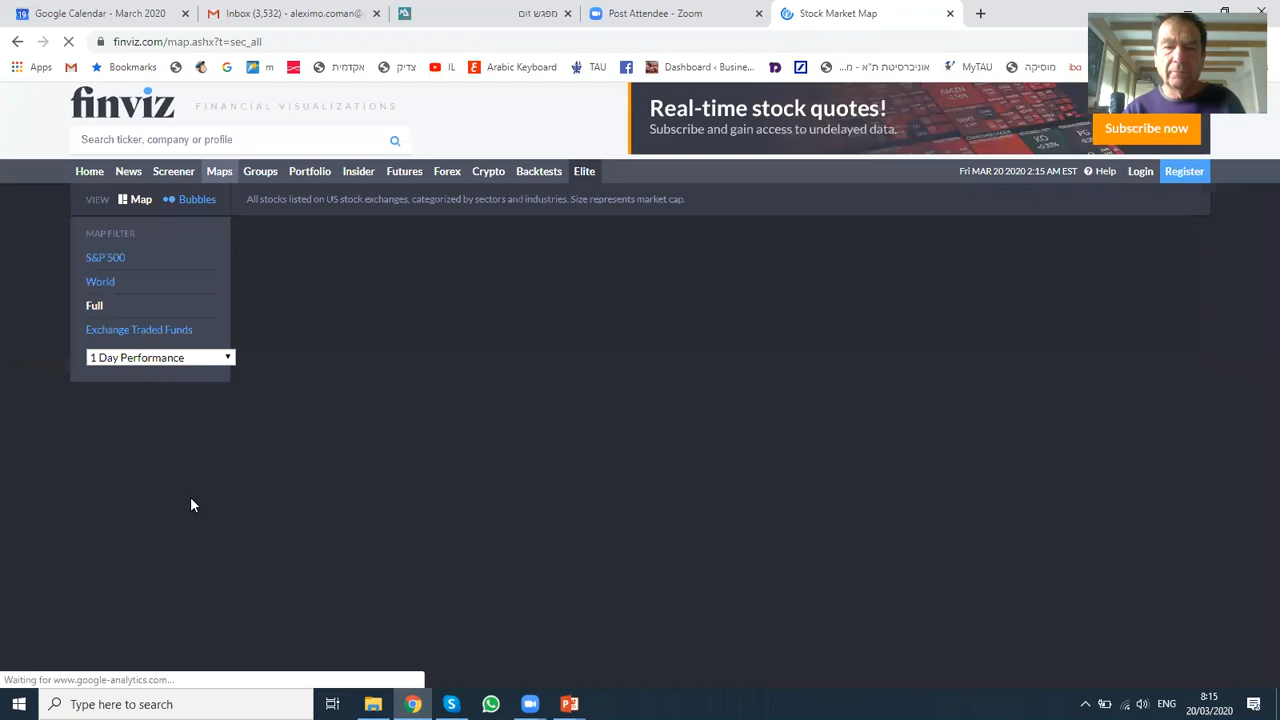 Google Calendar - March 2020
Inbox (3,532) - aleximo.osman@
מפגש זום
Post Attendee - Zoom
Stock Market Map
finviz.com/map.ashx?t=sec_all
Apps
Bookmarks
m
אקדמית
צדיק
IL
Arabic Keyboard
TAU
Dashboard ‹ Busine...
אוניברסיטת ת"א - מ...
MyTAU
מוסיקה
iba
finviz
FINANCIAL VISUALIZATIONS
Real-time stock quotes!
Subscribe and gain access to undelayed data.
Subscribe now
Search ticker, company or profile
Home News Screener Maps Groups Portfolio Insider Futures Forex Crypto Backtests Elite
Fri MAR 20 2020 2:15 AM EST
Help
Login
Register
VIEW
Map
Bubbles
All stocks listed on US stock exchanges, categorized by sectors and industries. Size represents market cap.
MAP FILTER
S&P 500
World
Full
Exchange Traded Funds
1 Day Performance
Waiting for www.google-analytics.com...
Type here to search
ENG
8:15
20/03/2020